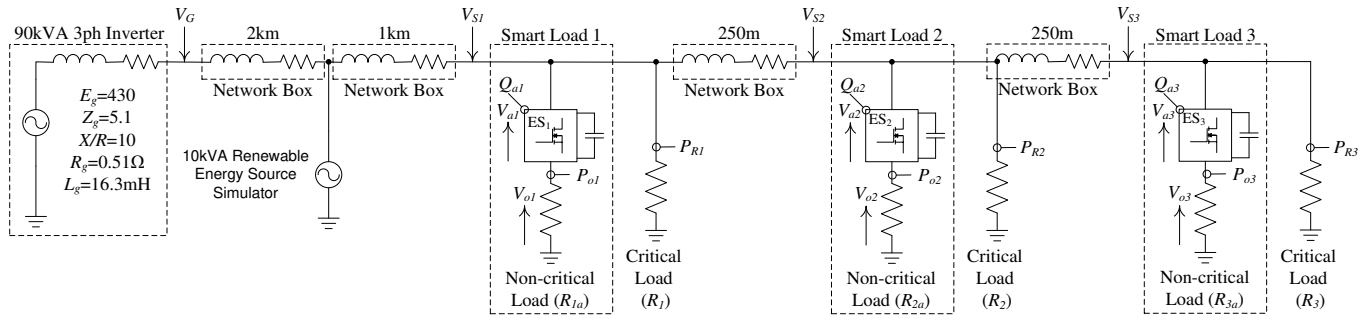 V_G
V_S1
V_S2
V_S3
90kVA 3ph Inverter
2km
1km
Smart Load 1
250m
Smart Load 2
250m
Smart Load 3
Network Box
Network Box
Network Box
Network Box
E_g=430
Z_g=5.1
X/R=10
R_g=0.51Ω
L_g=16.3mH
10kVA Renewable
Energy Source
Simulator
Q_a1
V_a1
ES_1
P_o1
V_o1
P_R1
Non-critical
Load (R_1a)
Critical
Load
(R_1)
Q_a2
V_a2
ES_2
P_o2
V_o2
P_R2
Non-critical
Load (R_2a)
Critical
Load
(R_2)
Q_a3
V_a3
ES_3
P_o3
V_o3
P_R3
Non-critical
Load (R_3a)
Critical
Load
(R_3)